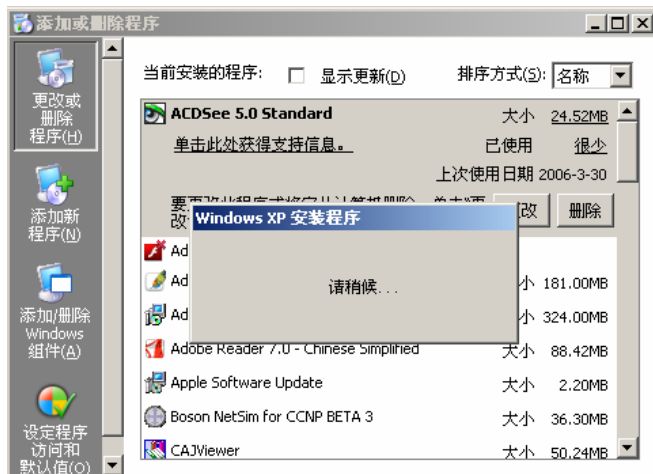 添加或删除程序
更改或
删除
程序(H)
添加新
程序(N)
添加/删除
Windows
组件(A)
设定程序
访问和
默认值(O)
当前安装的程序: 显示更新(D) 排序方式(S): 名称
ACDSee 5.0 Standard 大小 24.52MB
单击此处获得支持信息。 已使用 很少
上次使用日期 2006-3-30
改 删除
Windows XP 安装程序
请稍候...
Ad
Ad 小 181.00MB
Ad 小 324.00MB
Adobe Reader 7.0 - Chinese Simplified 大小 88.42MB
Apple Software Update 大小 2.20MB
Boson NetSim for CCNP BETA 3 大小 36.30MB
CAJViewer 大小 50.24MB